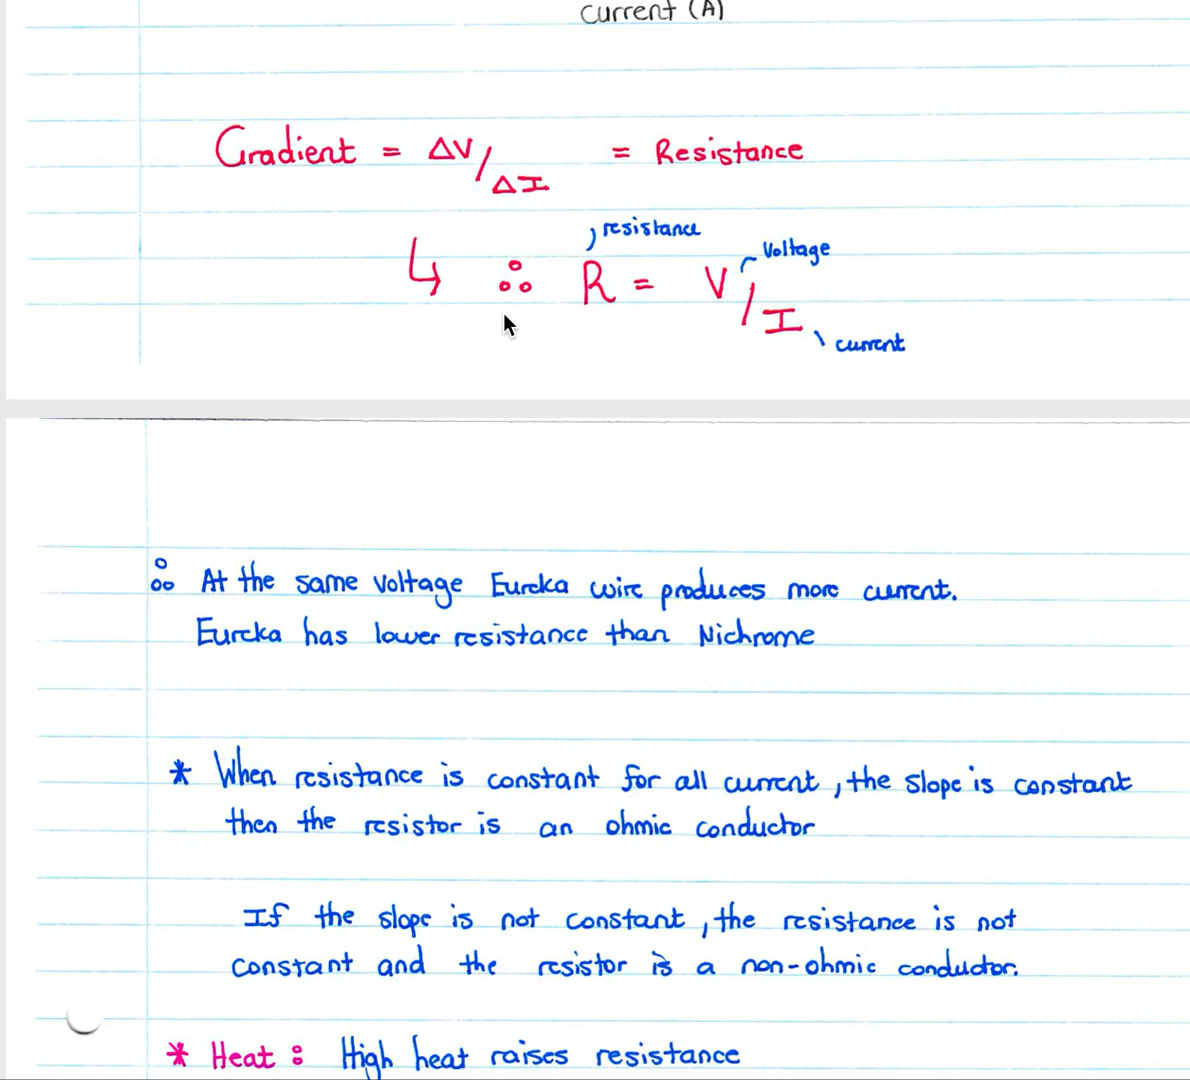 Current (A)
Gradient = ΔV/ΔI = Resistance
resistance
Voltage
↳ ∴ R = V/I
current
∴ At the same voltage Eureka wire produces more current.
Eureka has lower resistance than Nichrome
* When resistance is constant for all current, the slope is constant
then the resistor is an ohmic conductor
If the slope is not constant, the resistance is not
constant and the resistor is a non-ohmic conductor.
* Heat: High heat raises resistance